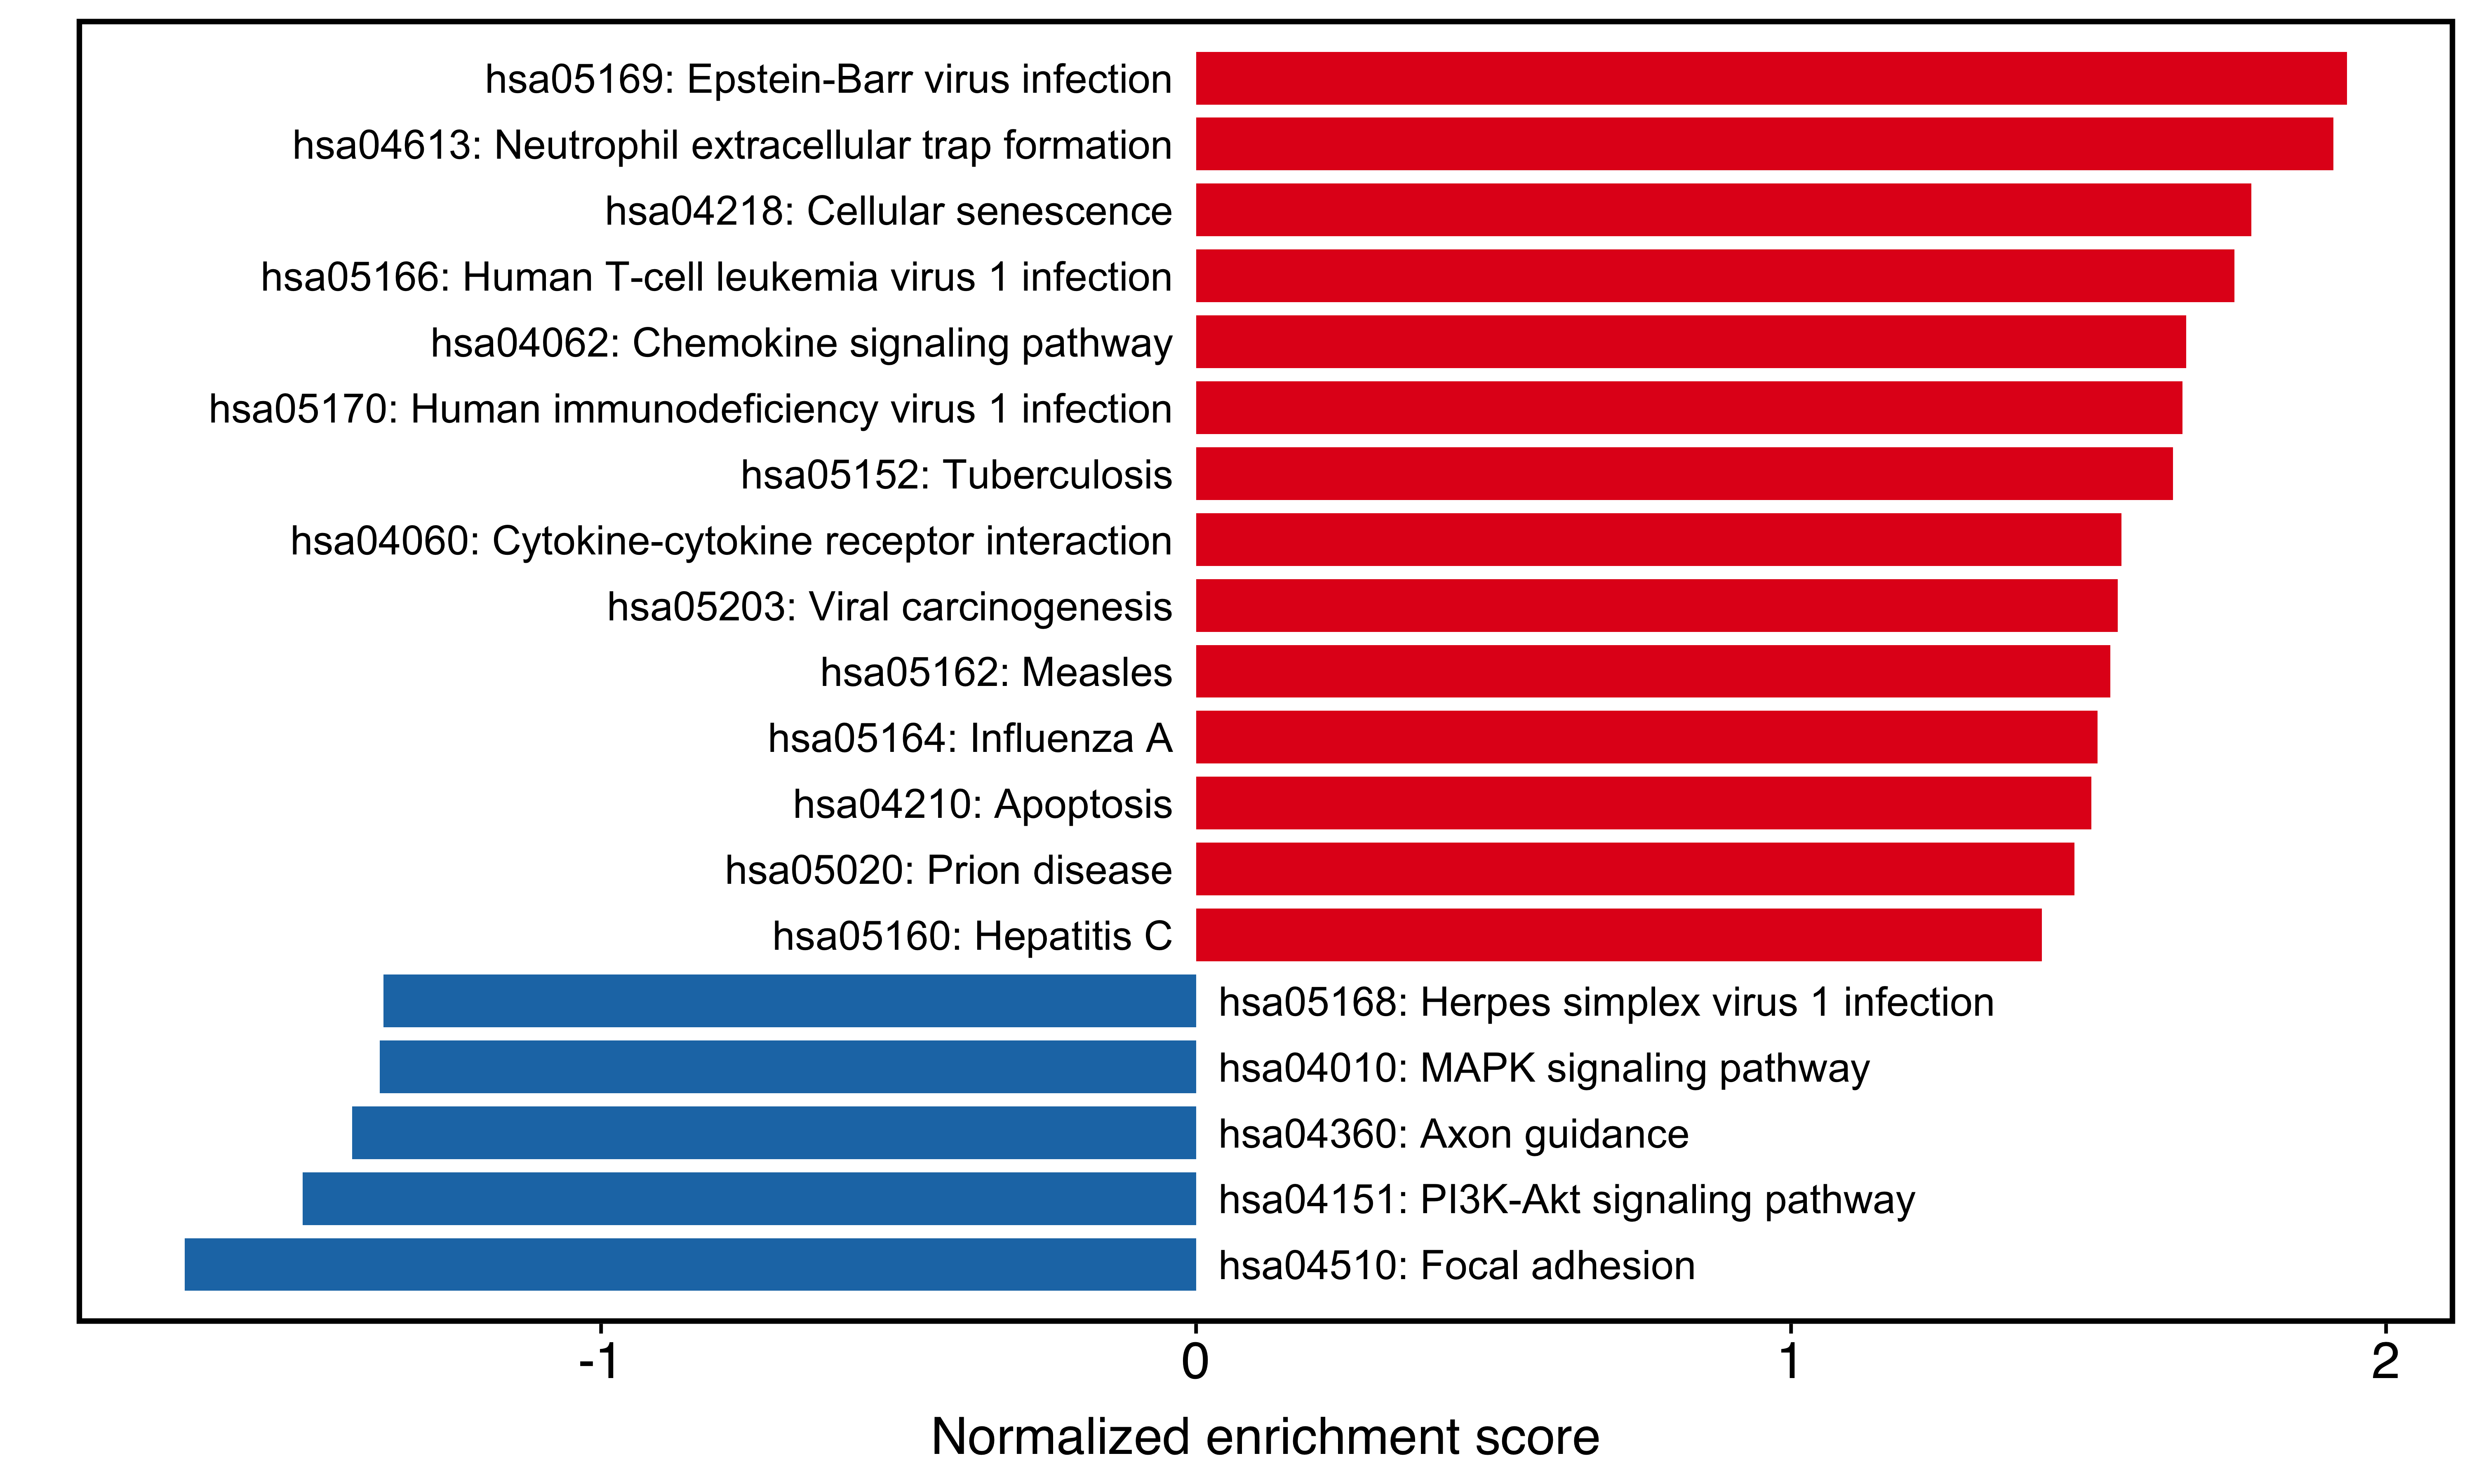 hsa05169: Epstein-Barr virus infection
hsa04613: Neutrophil extracellular trap formation
hsa04218: Cellular senescence
hsa05166: Human T-cell leukemia virus 1 infection
hsa04062: Chemokine signaling pathway
hsa05170: Human immunodeficiency virus 1 infection
hsa05152: Tuberculosis
hsa04060: Cytokine-cytokine receptor interaction
hsa05203: Viral carcinogenesis
hsa05162: Measles
hsa05164: Influenza A
hsa04210: Apoptosis
hsa05020: Prion disease
hsa05160: Hepatitis C
hsa05168: Herpes simplex virus 1 infection
hsa04010: MAPK signaling pathway
hsa04360: Axon guidance
hsa04151: PI3K-Akt signaling pathway
hsa04510: Focal adhesion
-1 0 1 2
Normalized enrichment score